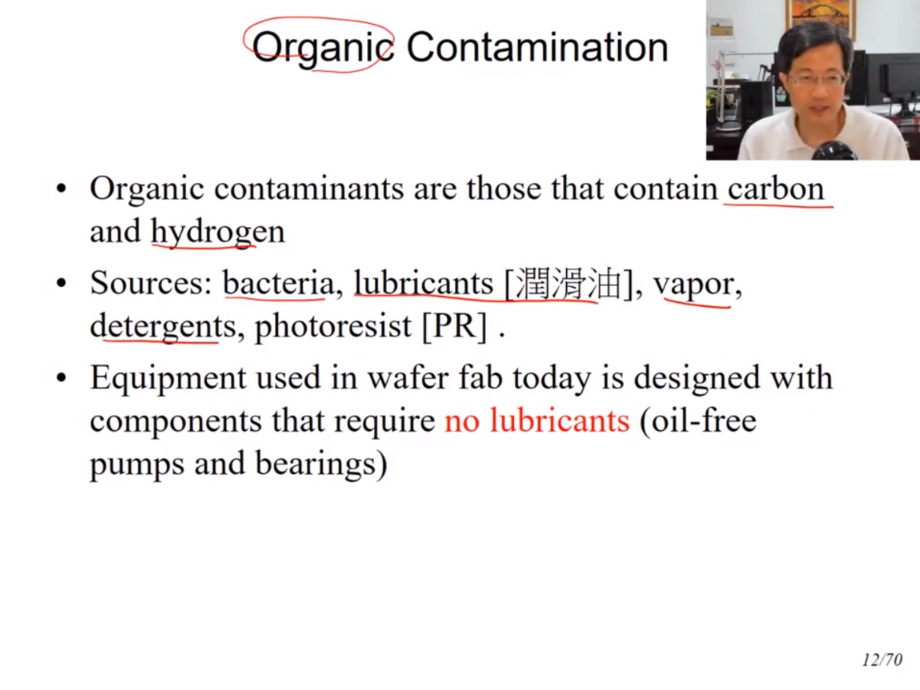 Organic Contamination
• Organic contaminants are those that contain carbon
and hydrogen
• Sources: bacteria, lubricants [潤滑油], vapor,
detergents, photoresist [PR] .
• Equipment used in wafer fab today is designed with
components that require no lubricants (oil-free
pumps and bearings)
12/70